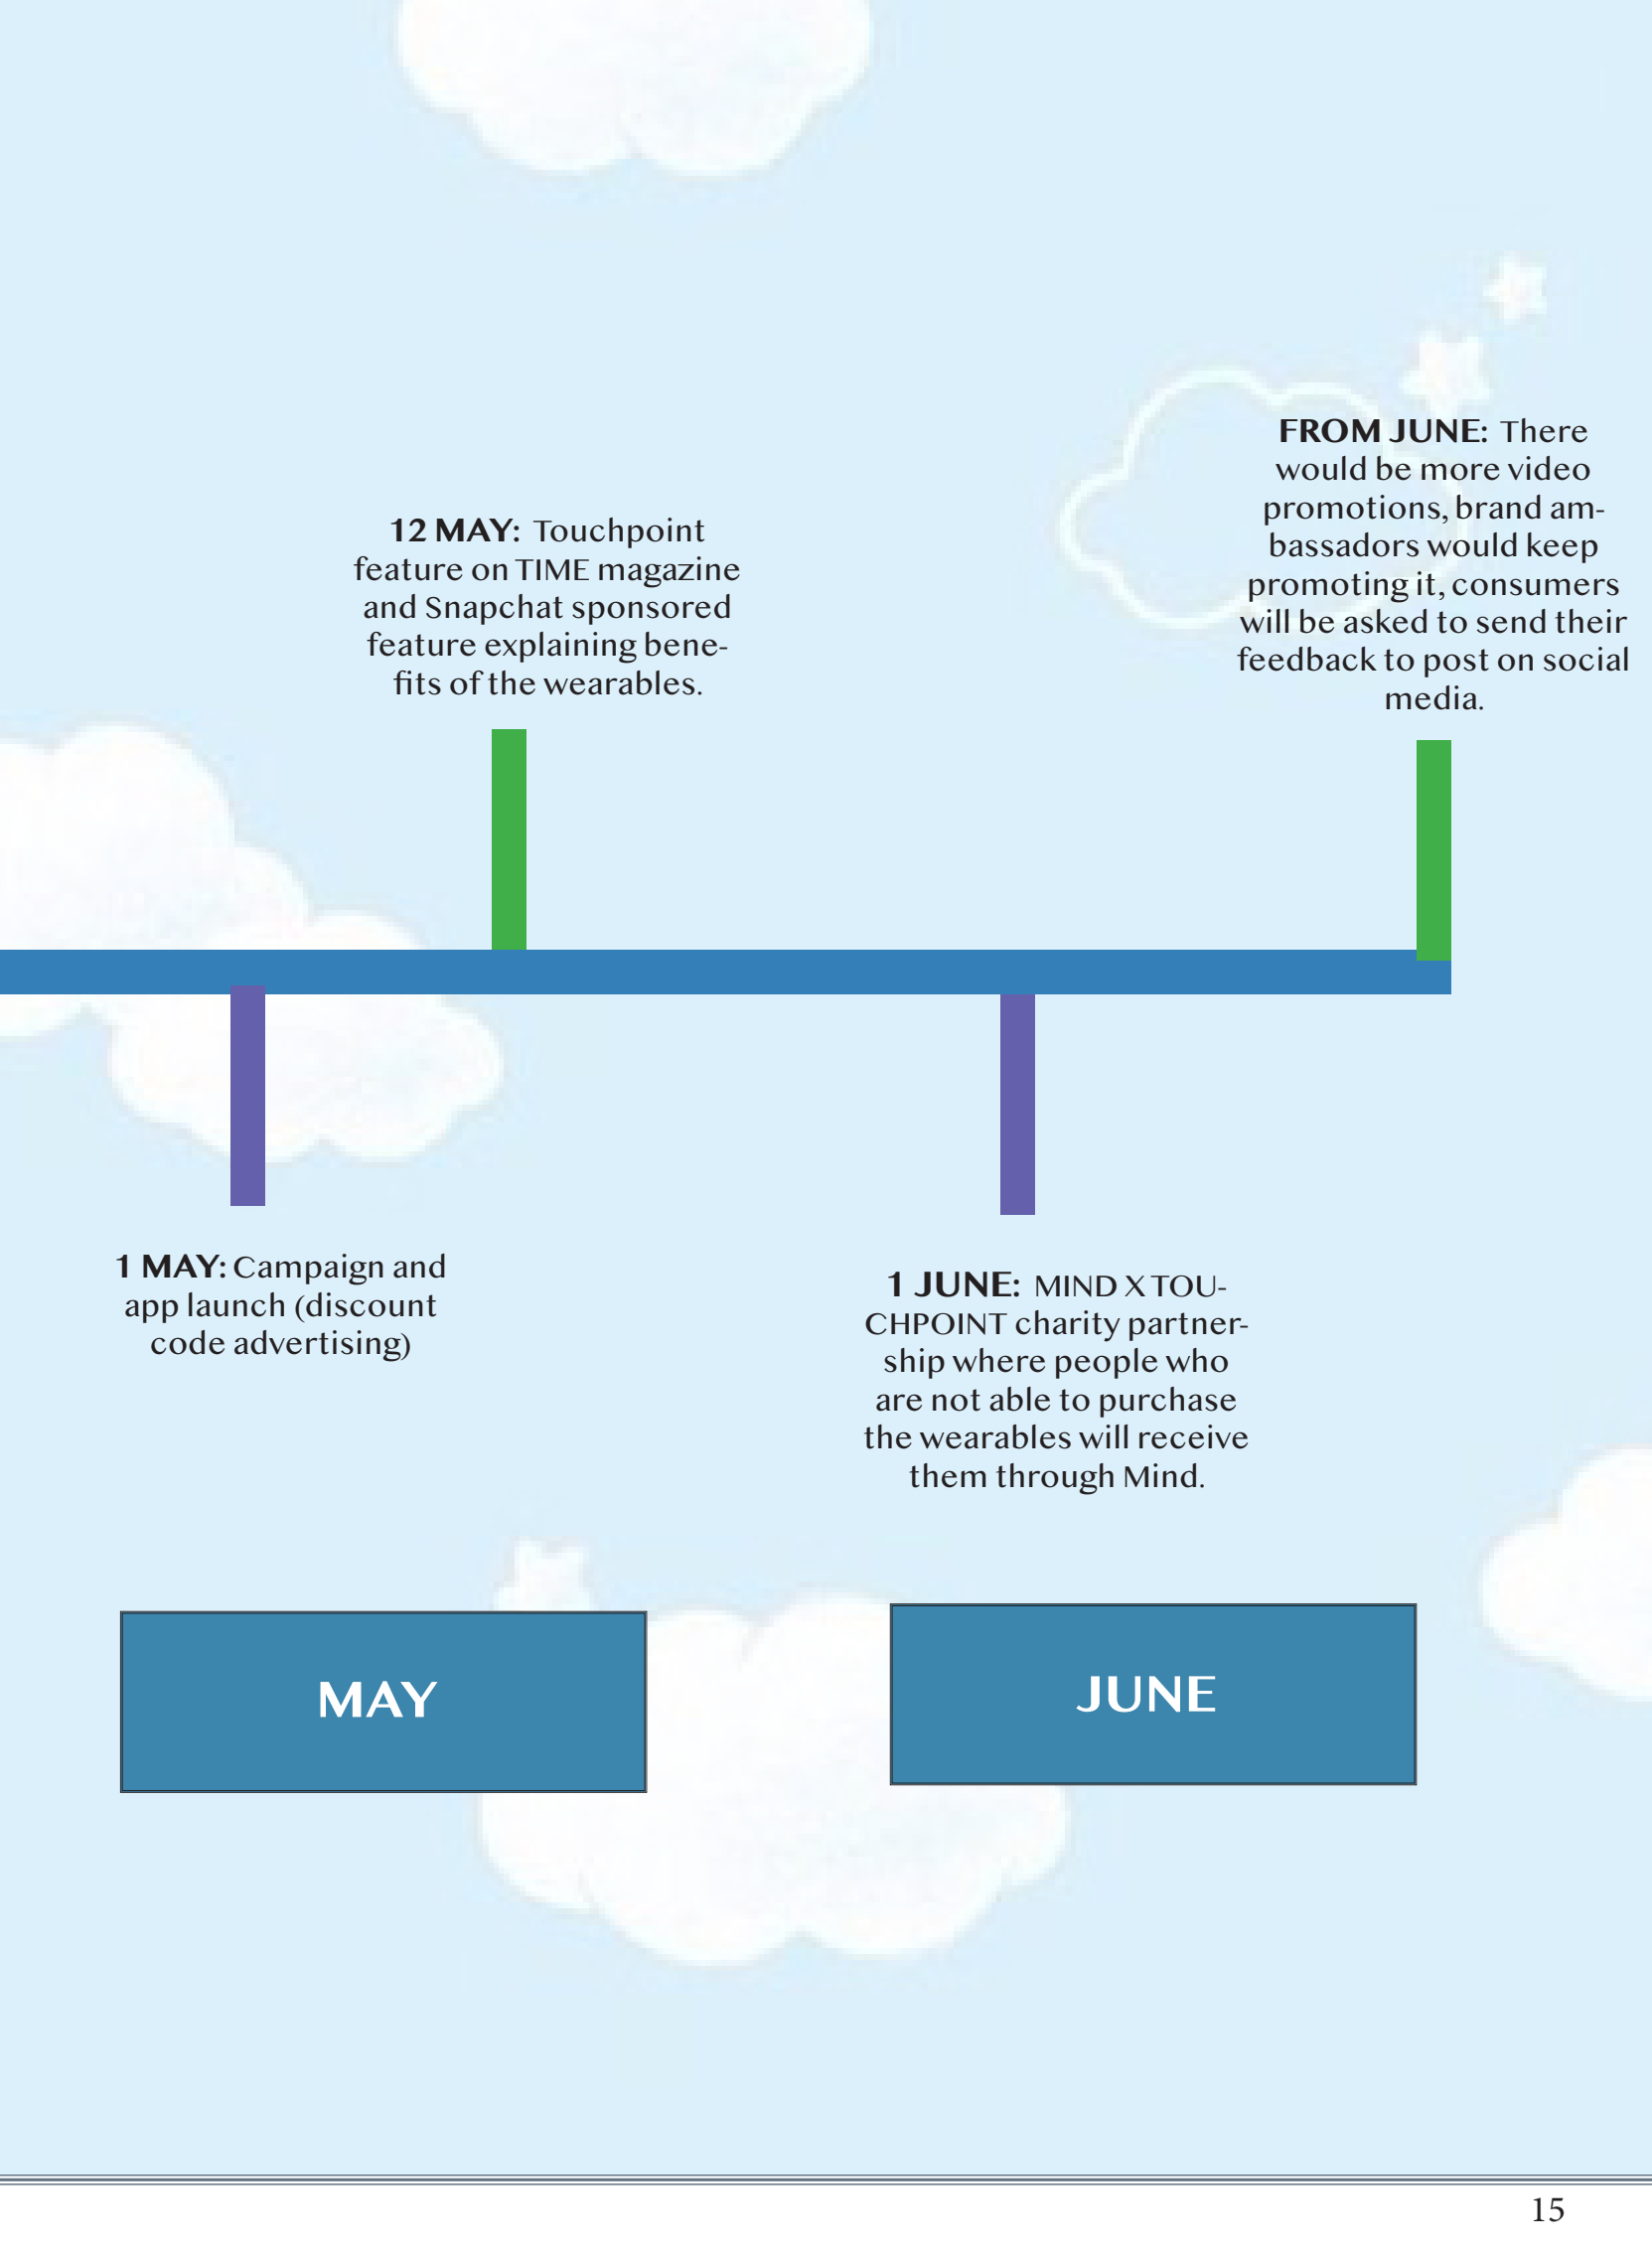 FROM JUNE: There
would be more video
promotions, brand am-
bassadors would keep
promoting it, consumers
will be asked to send their
feedback to post on social
media.
12 MAY: Touchpoint
feature on TIME magazine
and Snapchat sponsored
feature explaining bene-
fits of the wearables.
1 MAY: Campaign and
app launch (discount
code advertising)
1 JUNE: MIND X TOU-
CHPOINT charity partner-
ship where people who
are not able to purchase
the wearables will receive
them through Mind.
MAY
JUNE
15